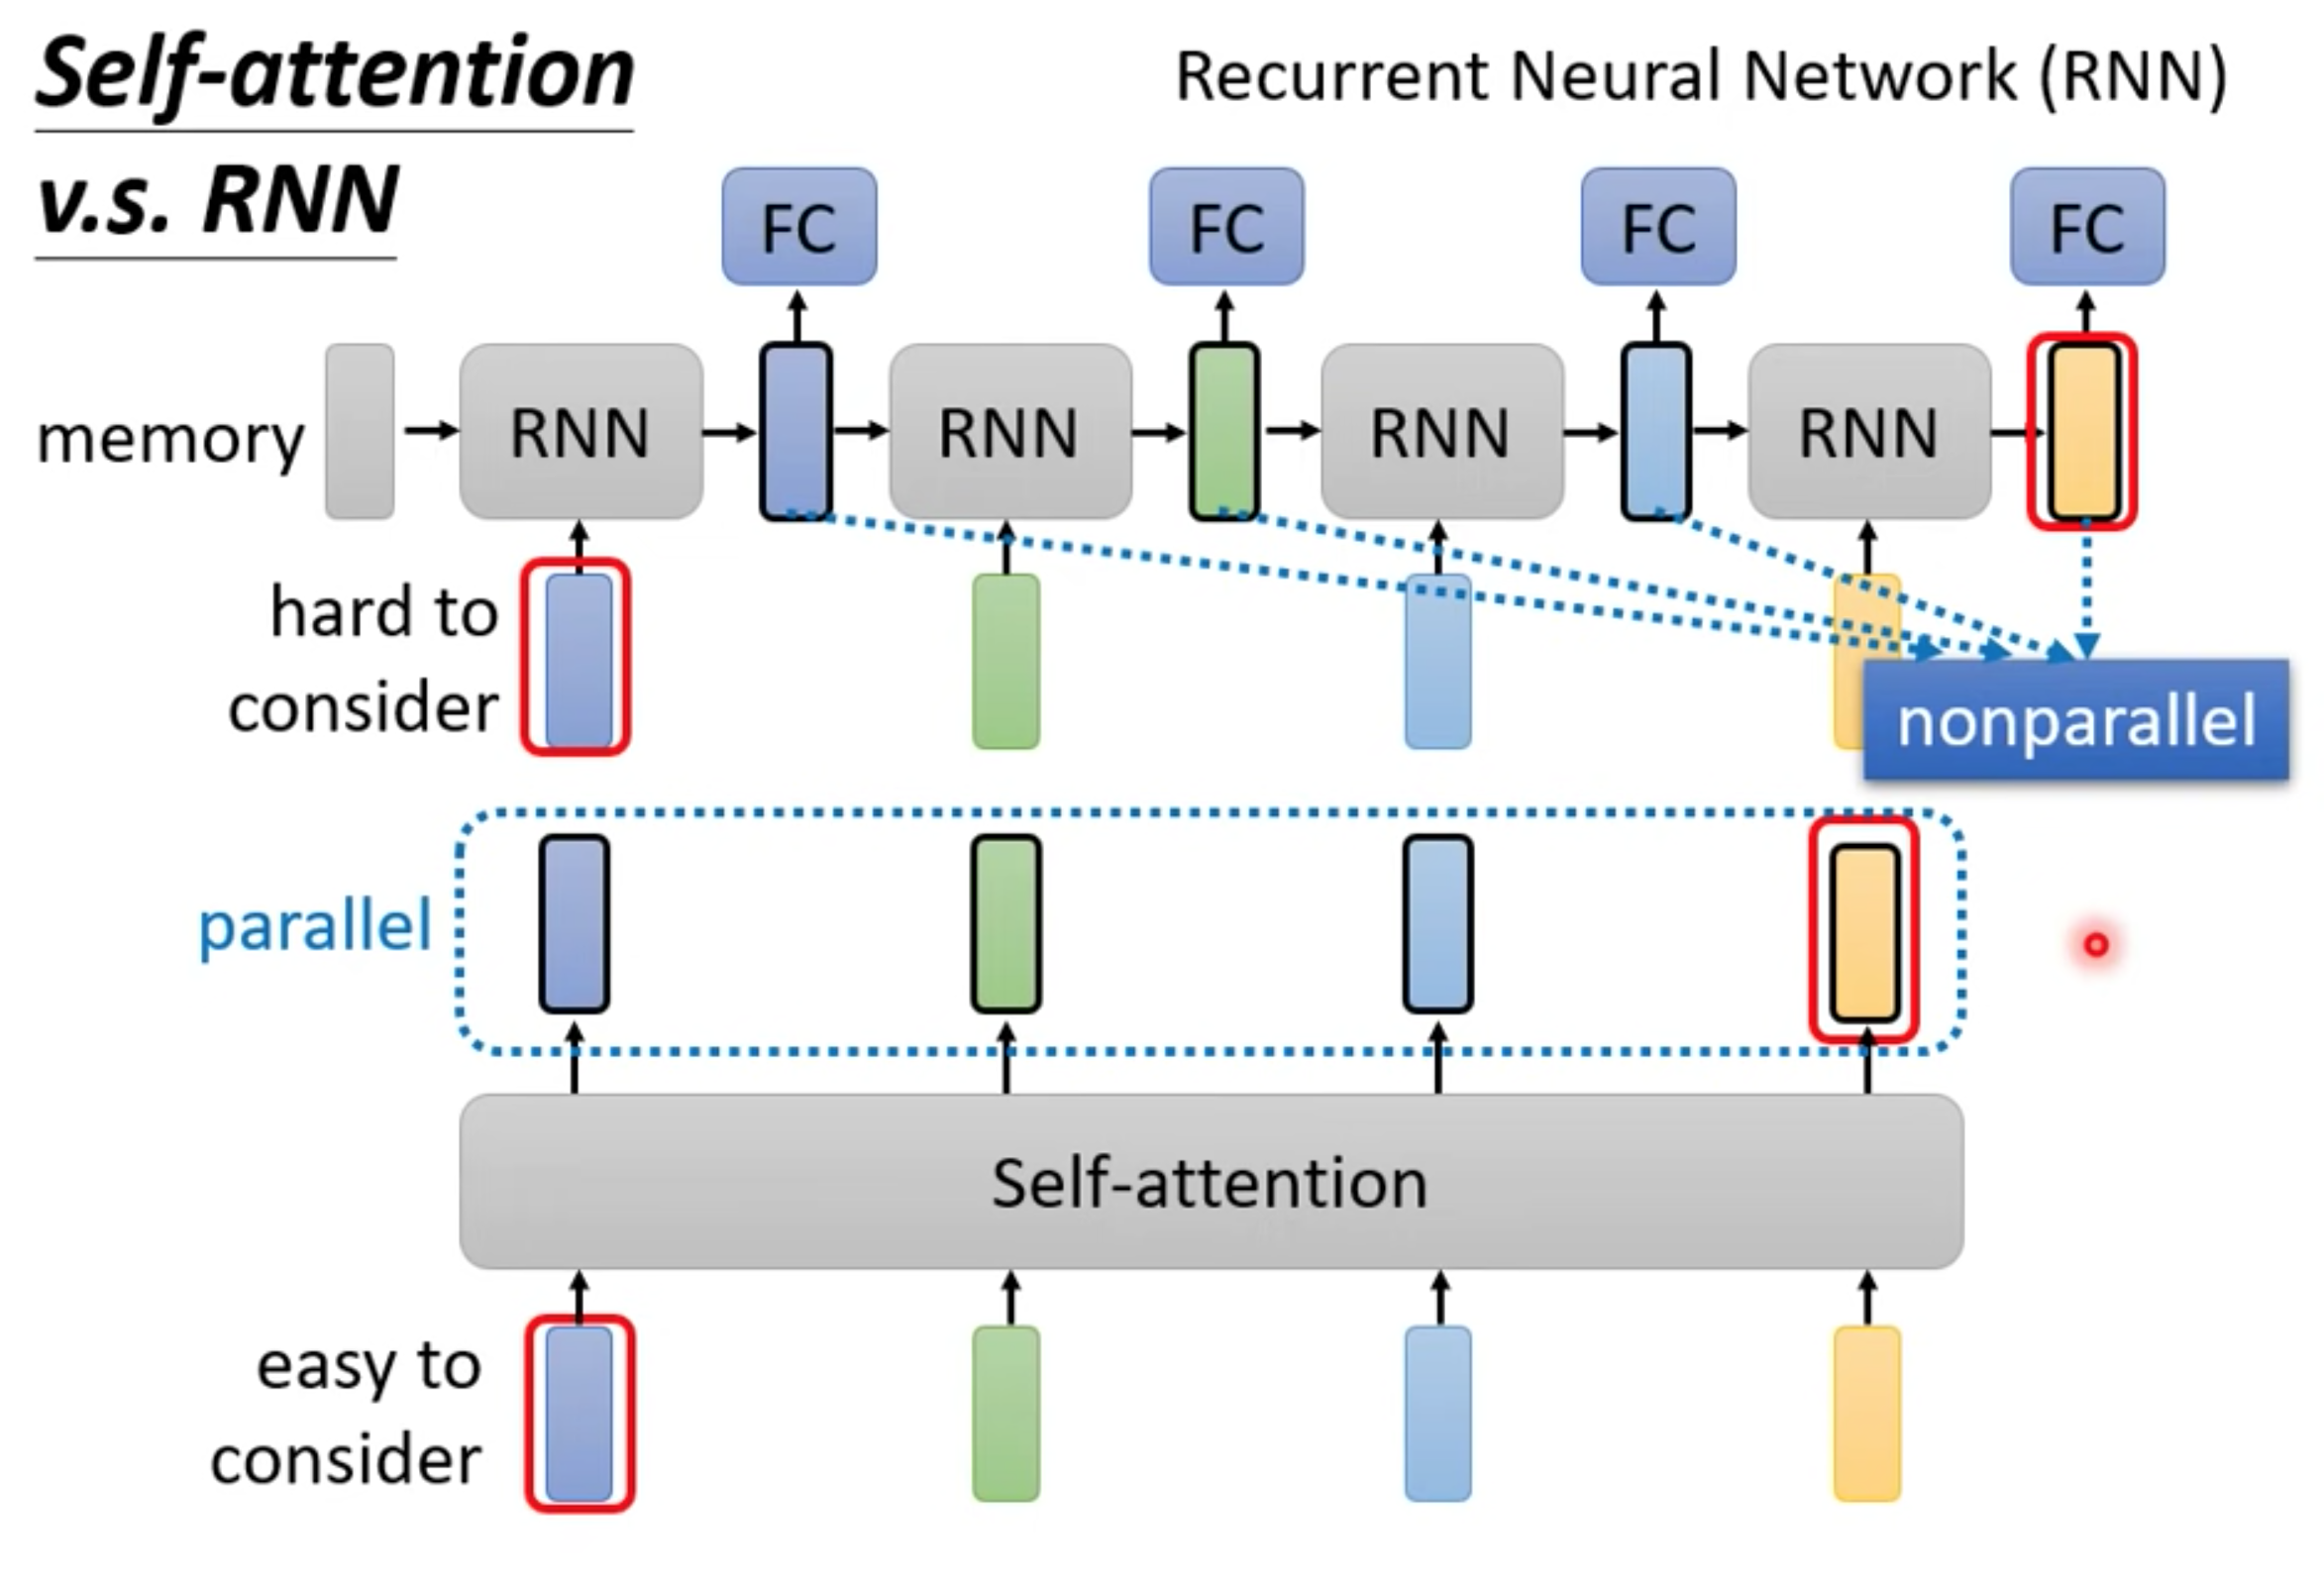 Self-attention
v.s. RNN
Recurrent Neural Network (RNN)
FC FC FC FC
memory RNN RNN RNN RNN
hard to
consider
nonparallel
parallel
Self-attention
easy to
consider